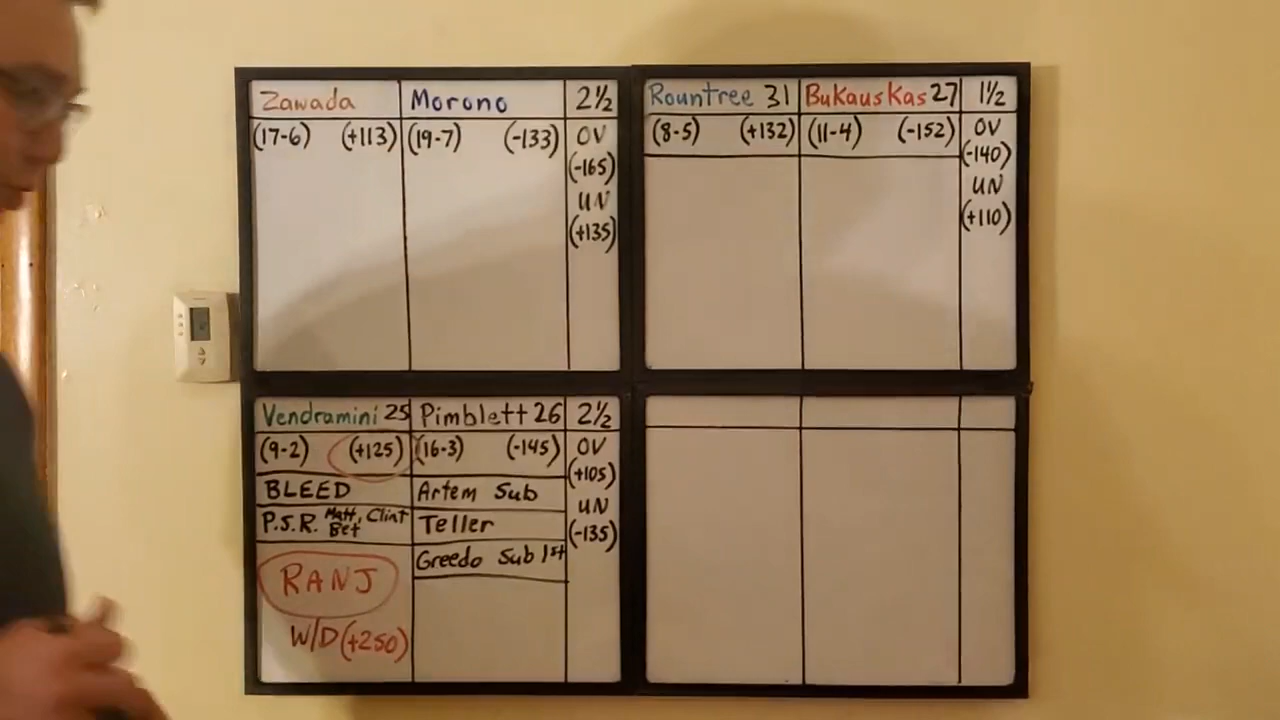 Zawada Morono 2½
(17-6) (+113) (19-7) (-133) OV
(-165)
UN
(+135)
Rountree 31 BuKausKas 27 1½
(8-5) (+132) (11-4) (-152) OV
(-140)
UN
(+110)
Vendramini 25 Pimblett 26 2½
(9-2) (+125) (16-3) (-145) OV
(+105)
BLEED Artem Sub
UN
P.S.R. Matt, Clint Bet Teller
(-135)
Greedo Sub 1st
RANJ
W/D (+250)